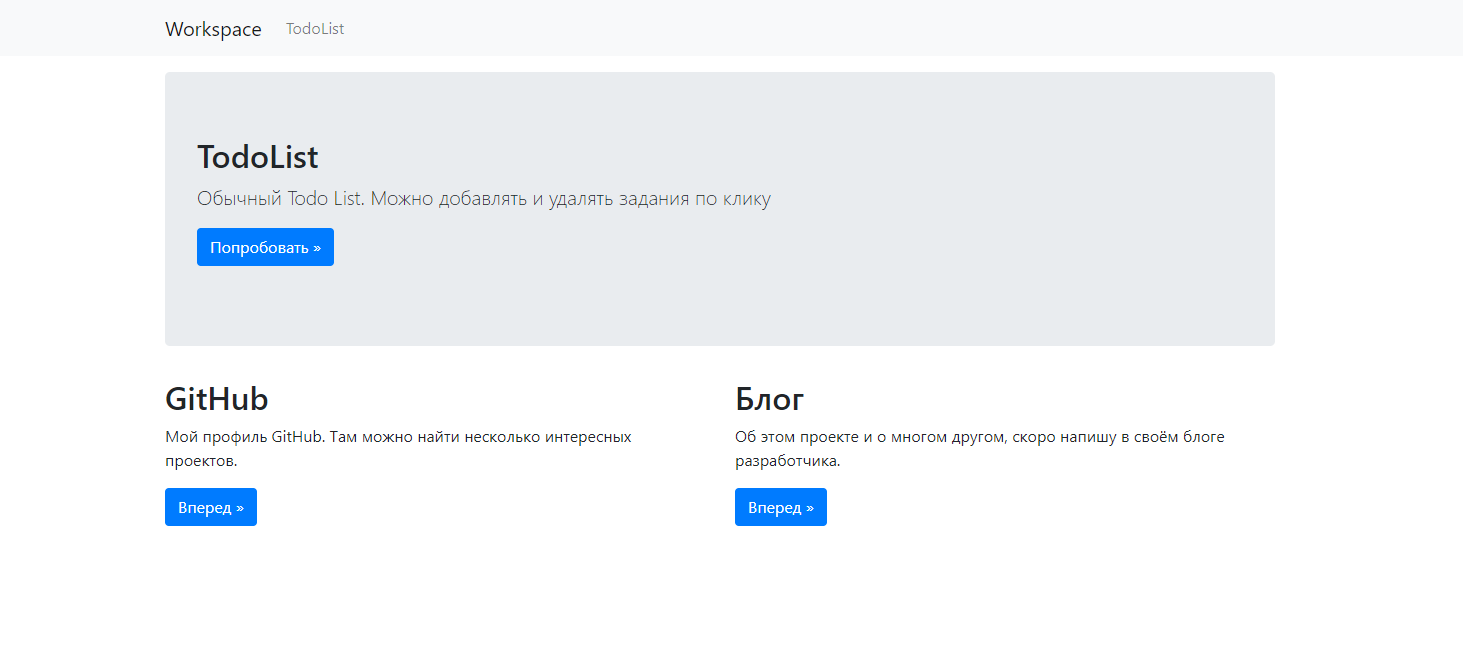 Workspace TodoList
TodoList
Обычный Todo List. Можно добавлять и удалять задания по клику
Попробовать »
GitHub
Мой профиль GitHub. Там можно найти несколько интересных
проектов.
Вперед »
Блог
Об этом проекте и о многом другом, скоро напишу в своём блоге
разработчика.
Вперед »